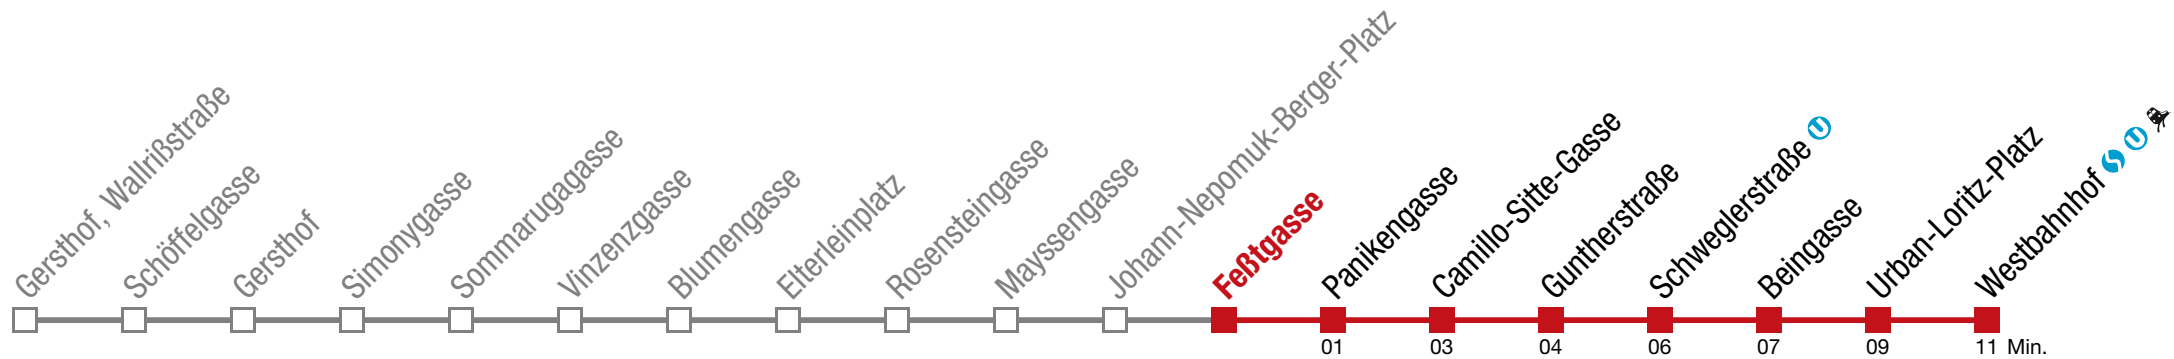 Gersthof, Wallrißstraße
Schöffelgasse
Gersthof
Simonygasse
Sommarugagasse
Vinzenzgasse
Blumengasse
Elterleinplatz
Rosensteingasse
Mayssengasse
Johann-Nepomuk-Berger-Platz
Feßtgasse
Panikengasse
Camillo-Sitte-Gasse
Guntherstraße
Schweglerstraße U
Beingasse
Urban-Loritz-Platz
Westbahnhof S U
01 03 04 06 07 09 11 Min.